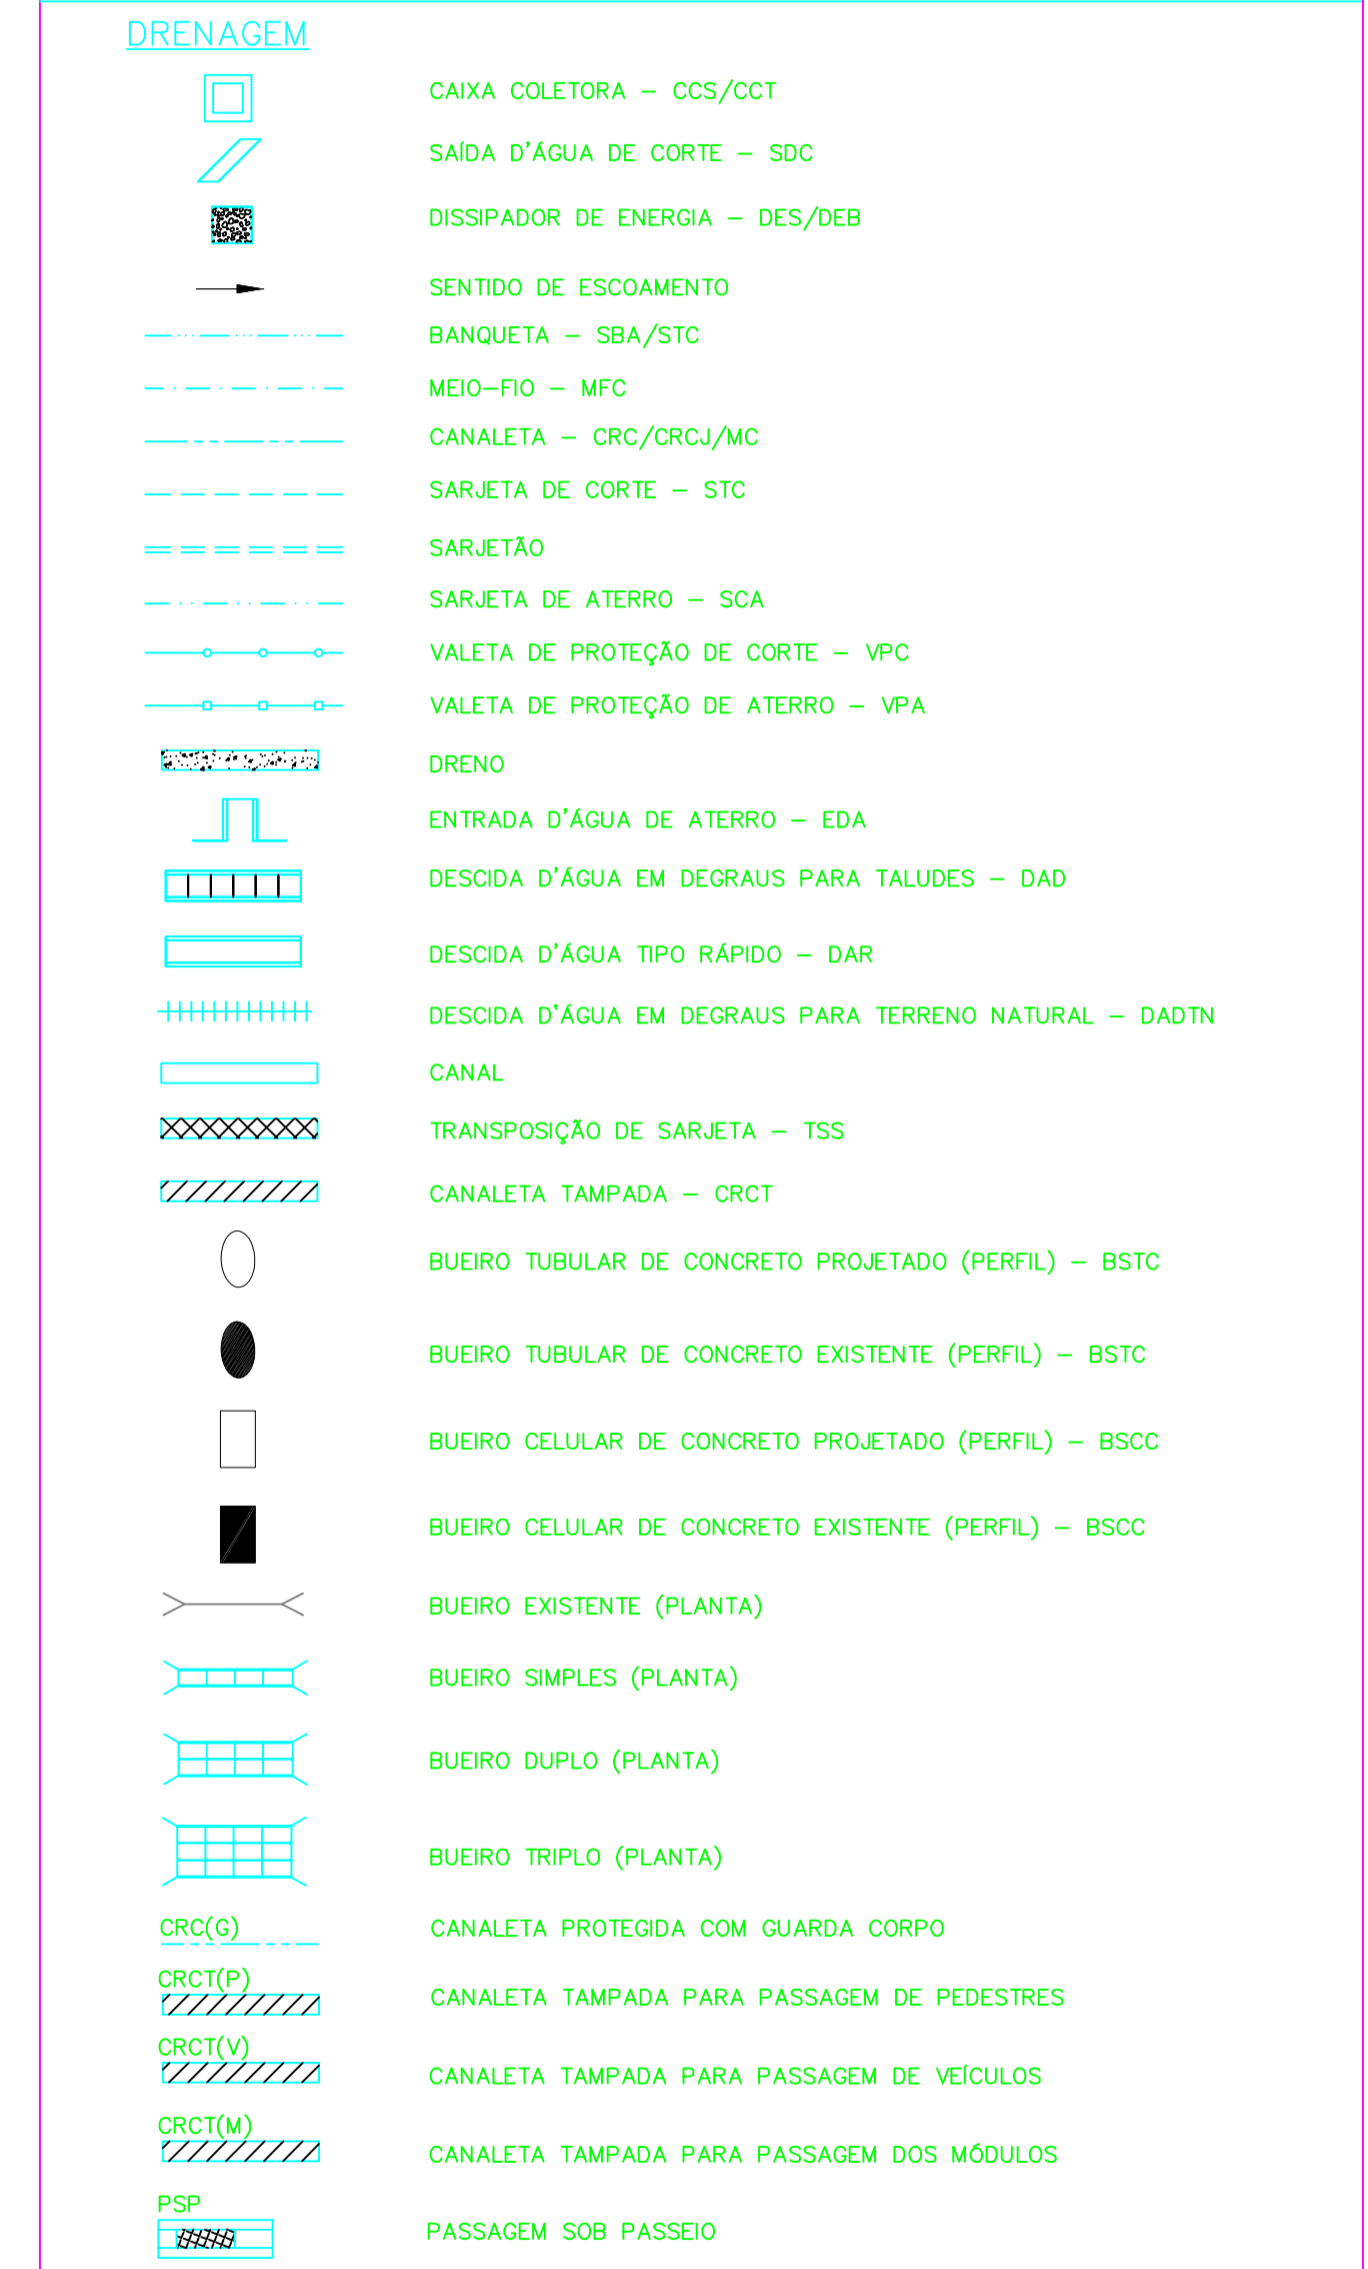 DRENAGEM
CAIXA COLETORA – CCS/CCT
SAÍDA D'ÁGUA DE CORTE – SDC
DISSIPADOR DE ENERGIA – DES/DEB
SENTIDO DE ESCOAMENTO
BANQUETA – SBA/STC
MEIO–FIO – MFC
CANALETA – CRC/CRCJ/MC
SARJETA DE CORTE – STC
SARJETÃO
SARJETA DE ATERRO – SCA
VALETA DE PROTEÇÃO DE CORTE – VPC
VALETA DE PROTEÇÃO DE ATERRO – VPA
DRENO
ENTRADA D'ÁGUA DE ATERRO – EDA
DESCIDA D'ÁGUA EM DEGRAUS PARA TALUDES – DAD
DESCIDA D'ÁGUA TIPO RÁPIDO – DAR
DESCIDA D'ÁGUA EM DEGRAUS PARA TERRENO NATURAL – DADTN
CANAL
TRANSPOSIÇÃO DE SARJETA – TSS
CANALETA TAMPADA – CRCT
BUEIRO TUBULAR DE CONCRETO PROJETADO (PERFIL) – BSTC
BUEIRO TUBULAR DE CONCRETO EXISTENTE (PERFIL) – BSTC
BUEIRO CELULAR DE CONCRETO PROJETADO (PERFIL) – BSCC
BUEIRO CELULAR DE CONCRETO EXISTENTE (PERFIL) – BSCC
BUEIRO EXISTENTE (PLANTA)
BUEIRO SIMPLES (PLANTA)
BUEIRO DUPLO (PLANTA)
BUEIRO TRIPLO (PLANTA)
CRC(G) CANALETA PROTEGIDA COM GUARDA CORPO
CRCT(P)
CANALETA TAMPADA PARA PASSAGEM DE PEDESTRES
CRCT(V)
CANALETA TAMPADA PARA PASSAGEM DE VEÍCULOS
CRCT(M)
CANALETA TAMPADA PARA PASSAGEM DOS MÓDULOS
PSP
PASSAGEM SOB PASSEIO